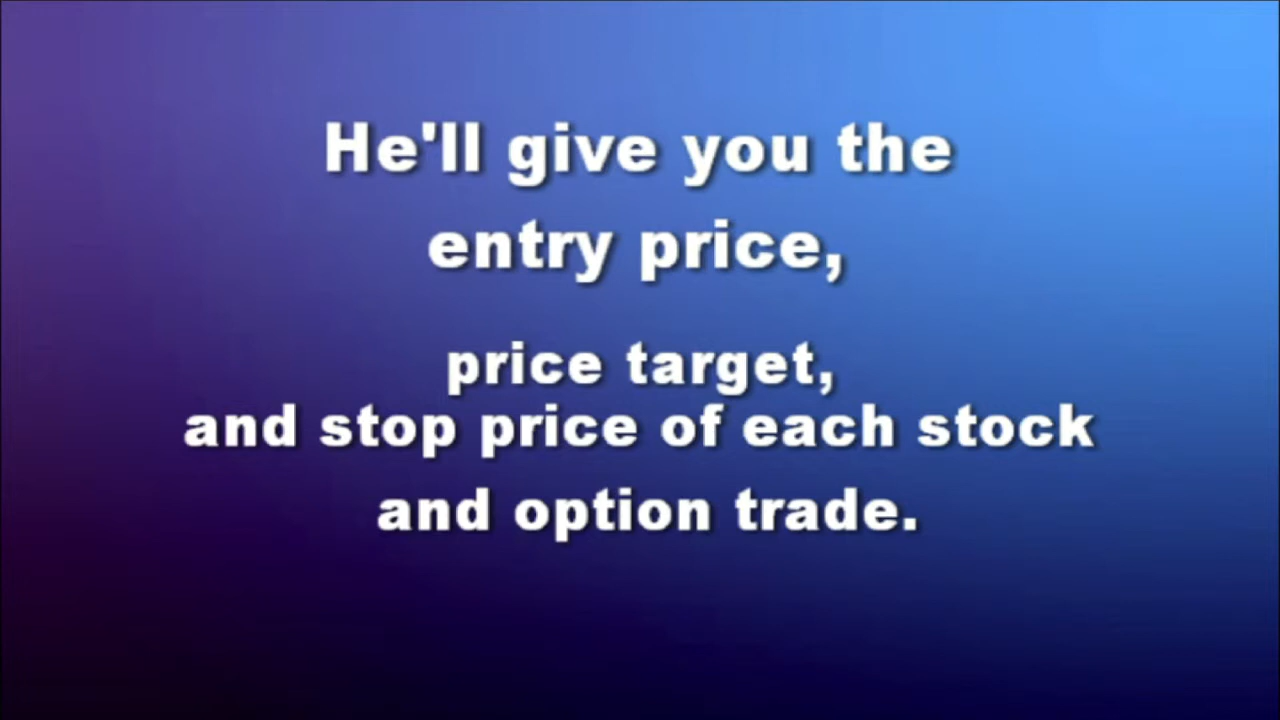 He'll give you the
entry price,
price target,
and stop price of each stock
and option trade.